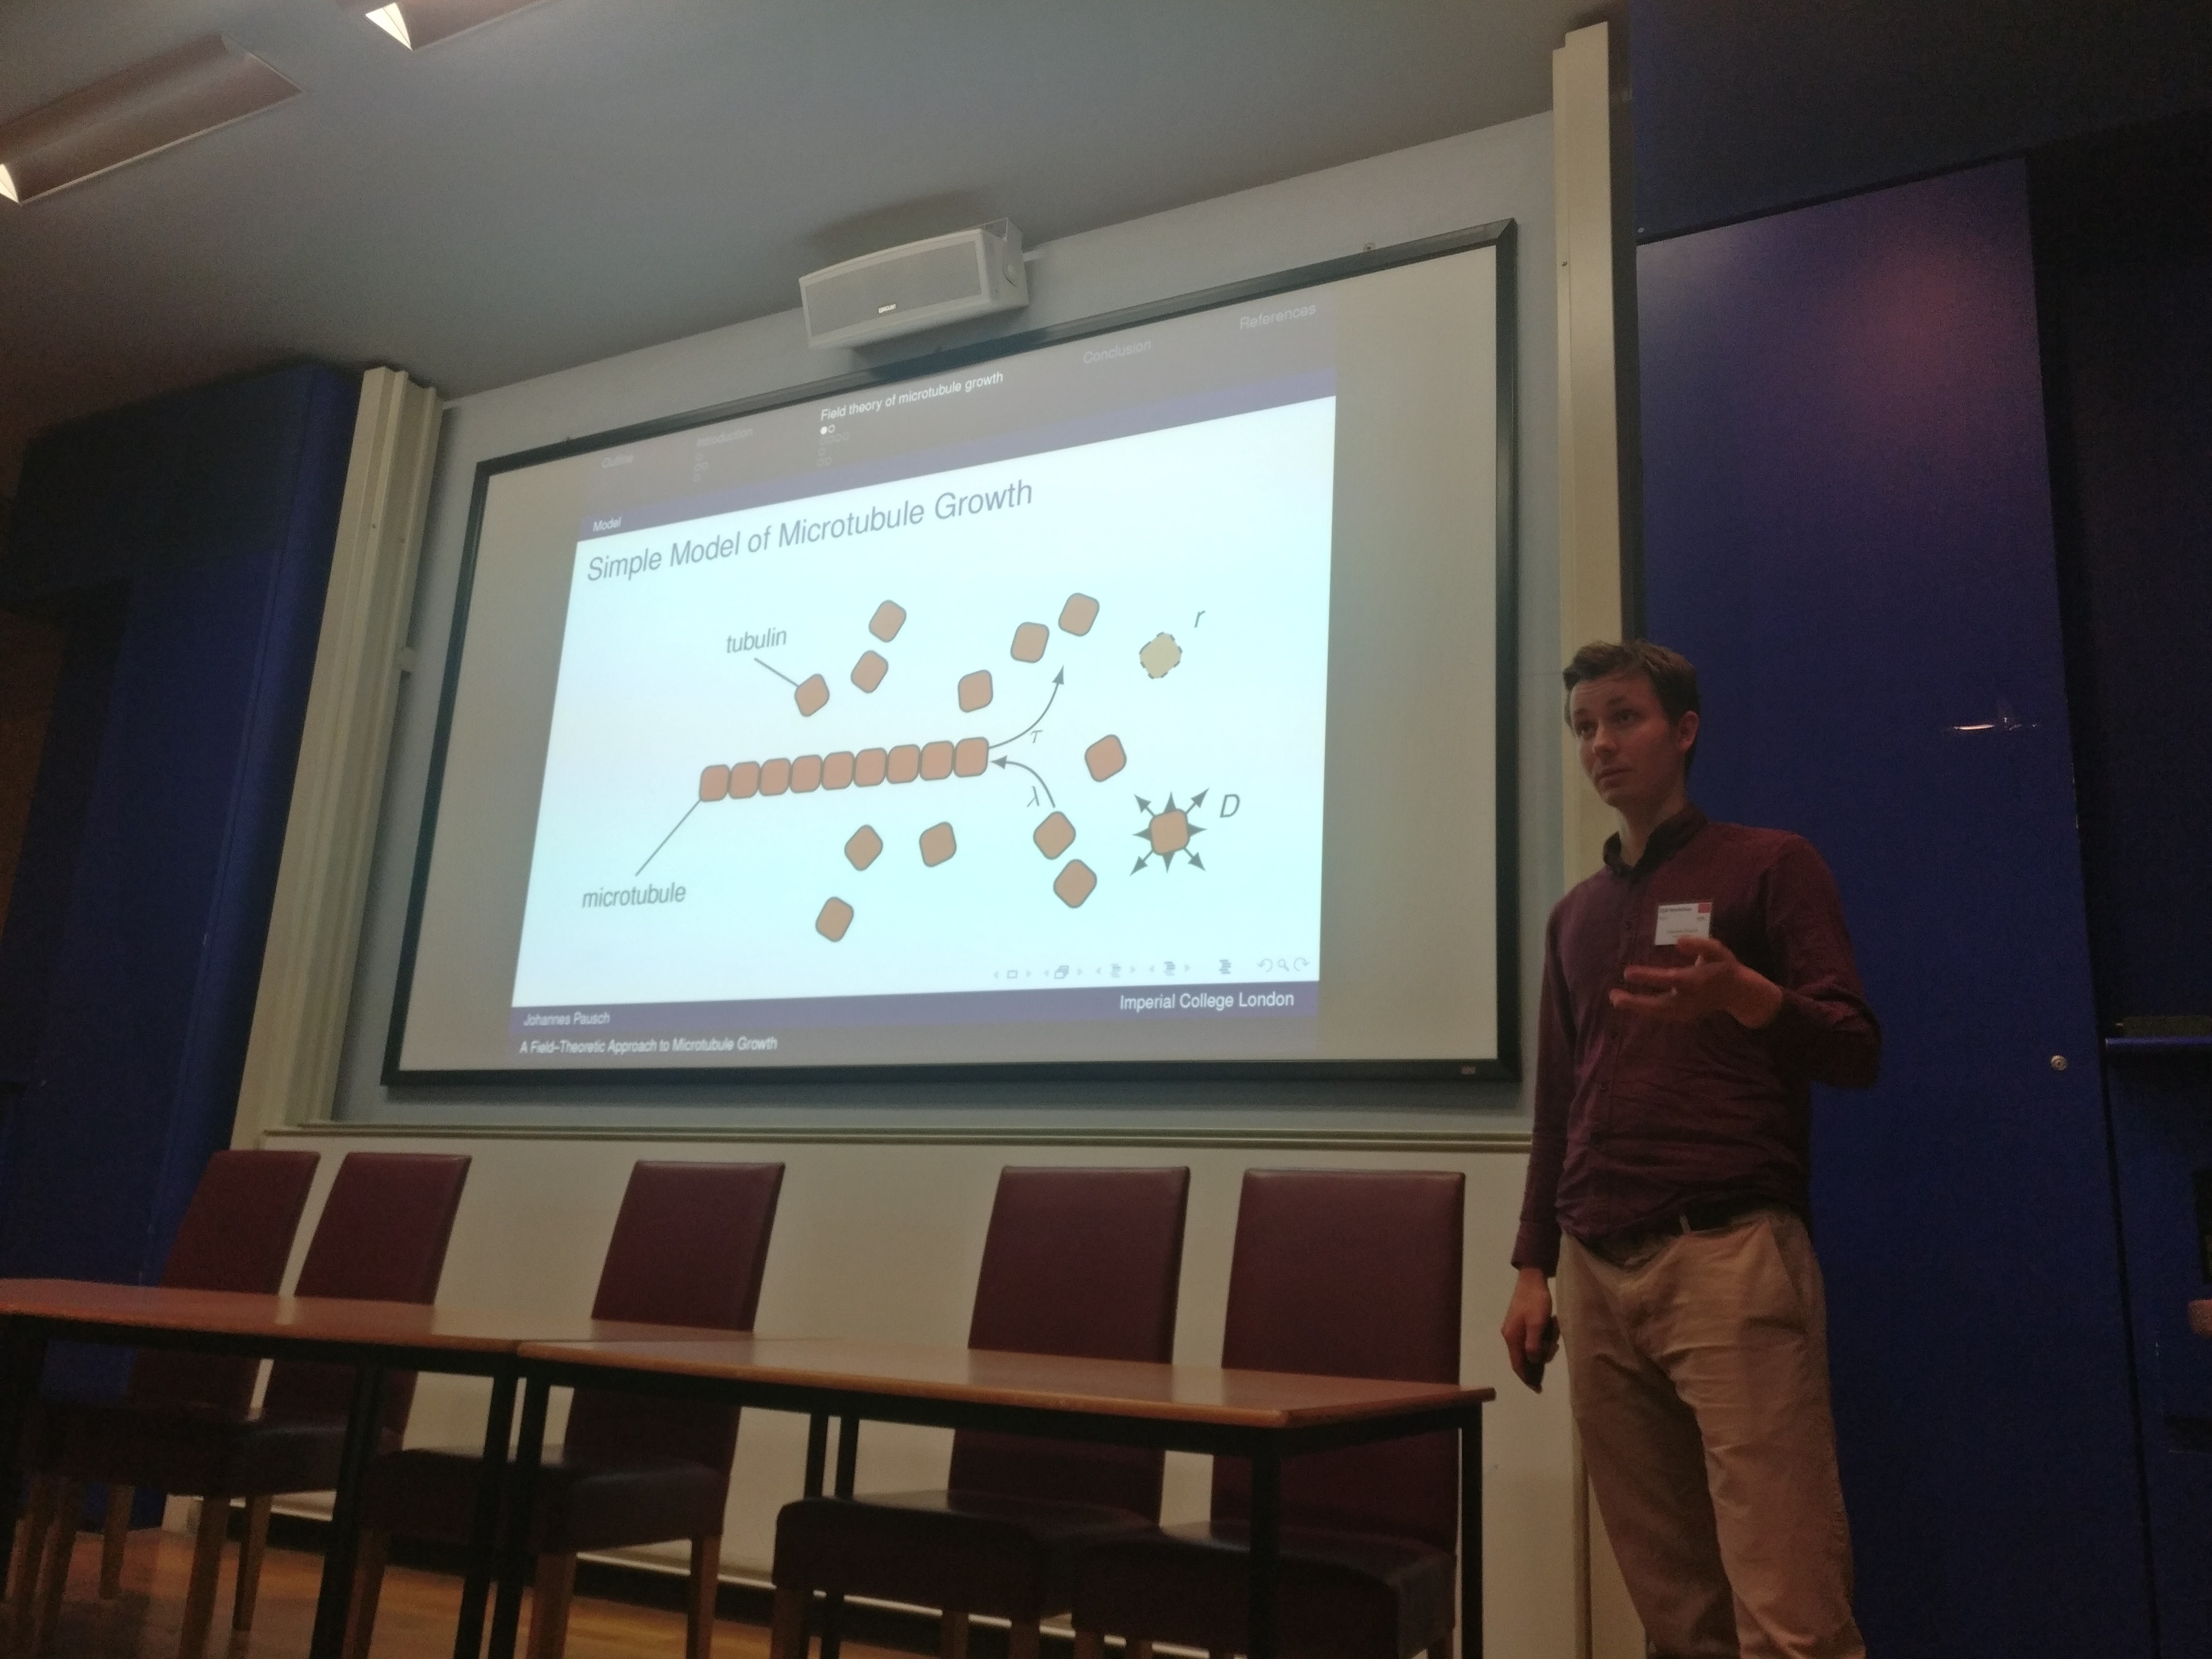 References
Conclusion
Field theory of microtubule growth
Introduction
Outline
Model
Simple Model of Microtubule Growth
tubulin
r
τ
λ
D
microtubule
Imperial College London
Johannes Pausch
A Field–Theoretic Approach to Microtubule Growth